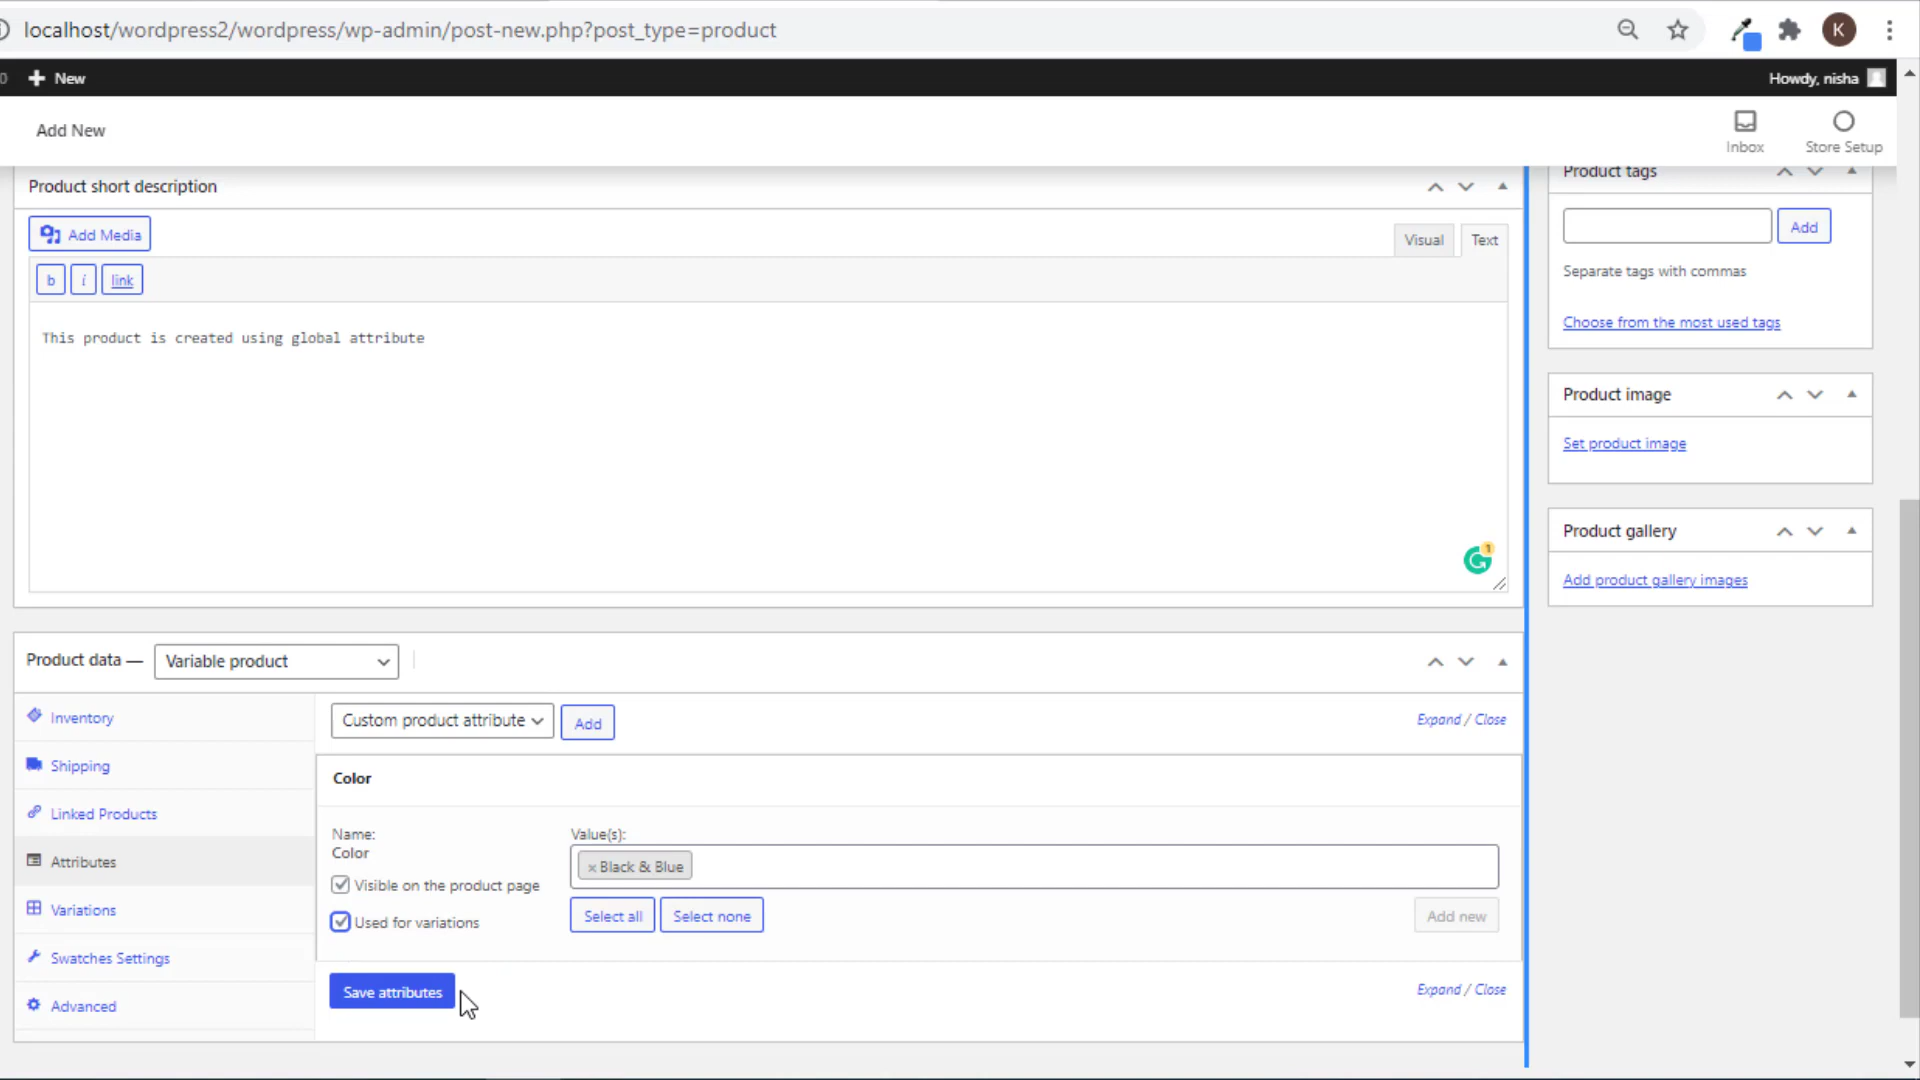 localhost/wordpress2/wordpress/wp-admin/post-new.php?post_type=product
K
0
New
Howdy, nisha
Add New
Inbox
Store Setup
Product short description
Add Media
Visual
Text
b
i
link
This product is created using global attribute
1
Product tags
Add
Separate tags with commas
Choose from the most used tags
Product image
Set product image
Product gallery
Add product gallery images
Product data —
Variable product
Inventory
Shipping
Linked Products
Attributes
Variations
Swatches Settings
Advanced
Custom product attribute
Add
Expand / Close
Color
Name:
Color
Visible on the product page
Used for variations
Value(s):
×Black & Blue
Select all
Select none
Add new
Save attributes
Expand / Close